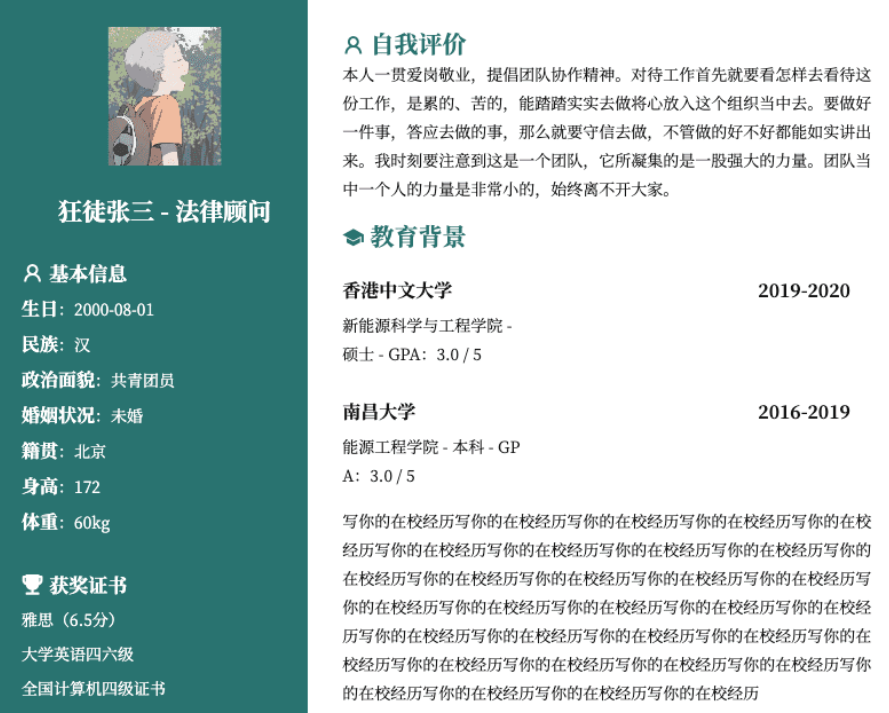 狂徒张三 - 法律顾问
基本信息
生日：2000-08-01
民族：汉
政治面貌：共青团员
婚姻状况：未婚
籍贯：北京
身高：172
体重：60kg
获奖证书
雅思（6.5分）
大学英语四六级
全国计算机四级证书
自我评价
本人一贯爱岗敬业，提倡团队协作精神。对待工作首先就要看怎样去看待这
份工作，是累的、苦的，能踏踏实实去做将心放入这个组织当中去。要做好
一件事，答应去做的事，那么就要守信去做，不管做的好不好都能如实讲出
来。我时刻要注意到这是一个团队，它所凝集的是一股强大的力量。团队当
中一个人的力量是非常小的，始终离不开大家。
教育背景
香港中文大学 2019-2020
新能源科学与工程学院 -
硕士 - GPA：3.0 / 5
南昌大学 2016-2019
能源工程学院 - 本科 - GP
A：3.0 / 5
写你的在校经历写你的在校经历写你的在校经历写你的在校经历写你的在校
经历写你的在校经历写你的在校经历写你的在校经历写你的在校经历写你的
在校经历写你的在校经历写你的在校经历写你的在校经历写你的在校经历写
你的在校经历写你的在校经历写你的在校经历写你的在校经历写你的在校经
历写你的在校经历写你的在校经历写你的在校经历写你的在校经历写你的在
校经历写你的在校经历写你的在校经历写你的在校经历写你的在校经历写你
的在校经历写你的在校经历写你的在校经历写你的在校经历